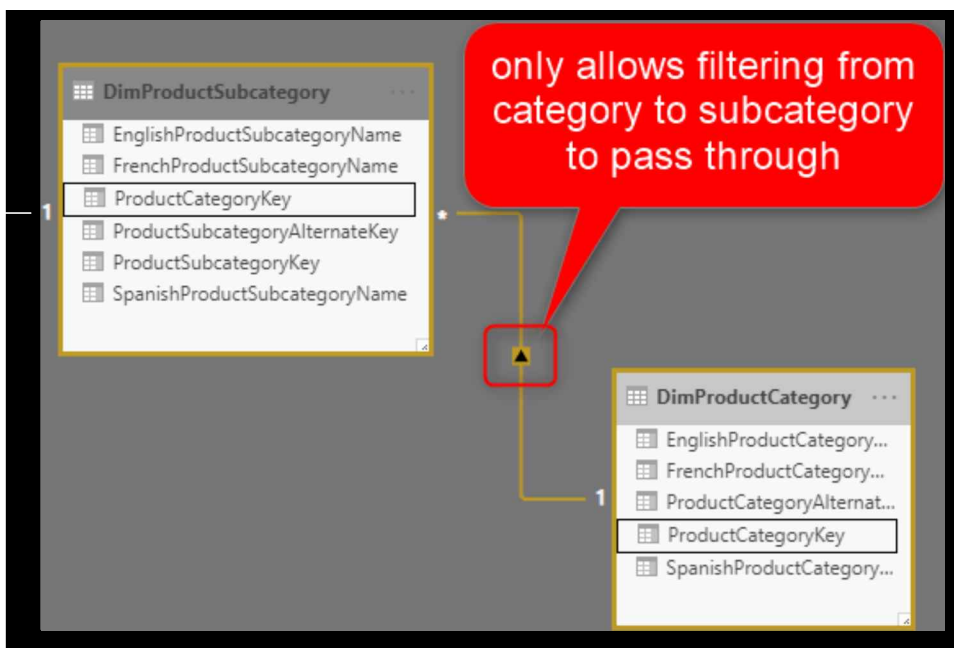 only allows filtering from
category to subcategory
to pass through
DimProductSubcategory ...
EnglishProductSubcategoryName
FrenchProductSubcategoryName
ProductCategoryKey
ProductSubcategoryAlternateKey
ProductSubcategoryKey
SpanishProductSubcategoryName
1
*
DimProductCategory ...
EnglishProductCategory...
FrenchProductCategory...
ProductCategoryAlternat...
ProductCategoryKey
SpanishProductCategory...
1